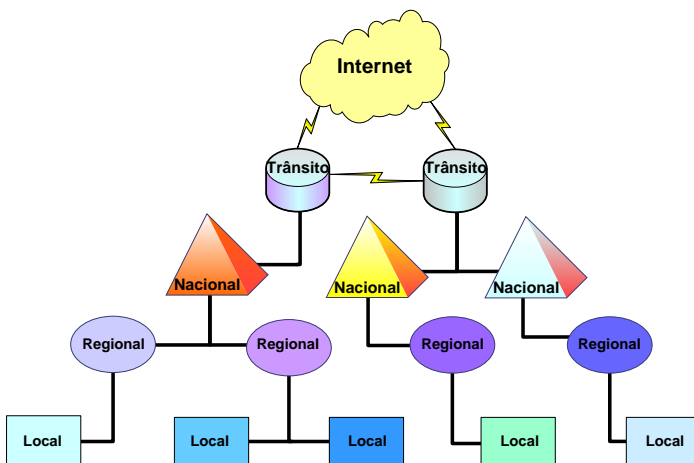 Internet
Trânsito
Trânsito
Nacional
Nacional
Nacional
Regional
Regional
Regional
Regional
Local
Local
Local
Local
Local